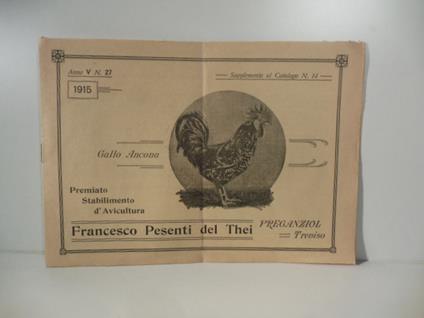 Anno V N. 27
Supplemento al Catalogo N. 14
1915
Gallo Ancona
Premiato
Stabilimento
d'Avicultura
Francesco Pesenti del Thei
PREGANZIOL
Treviso